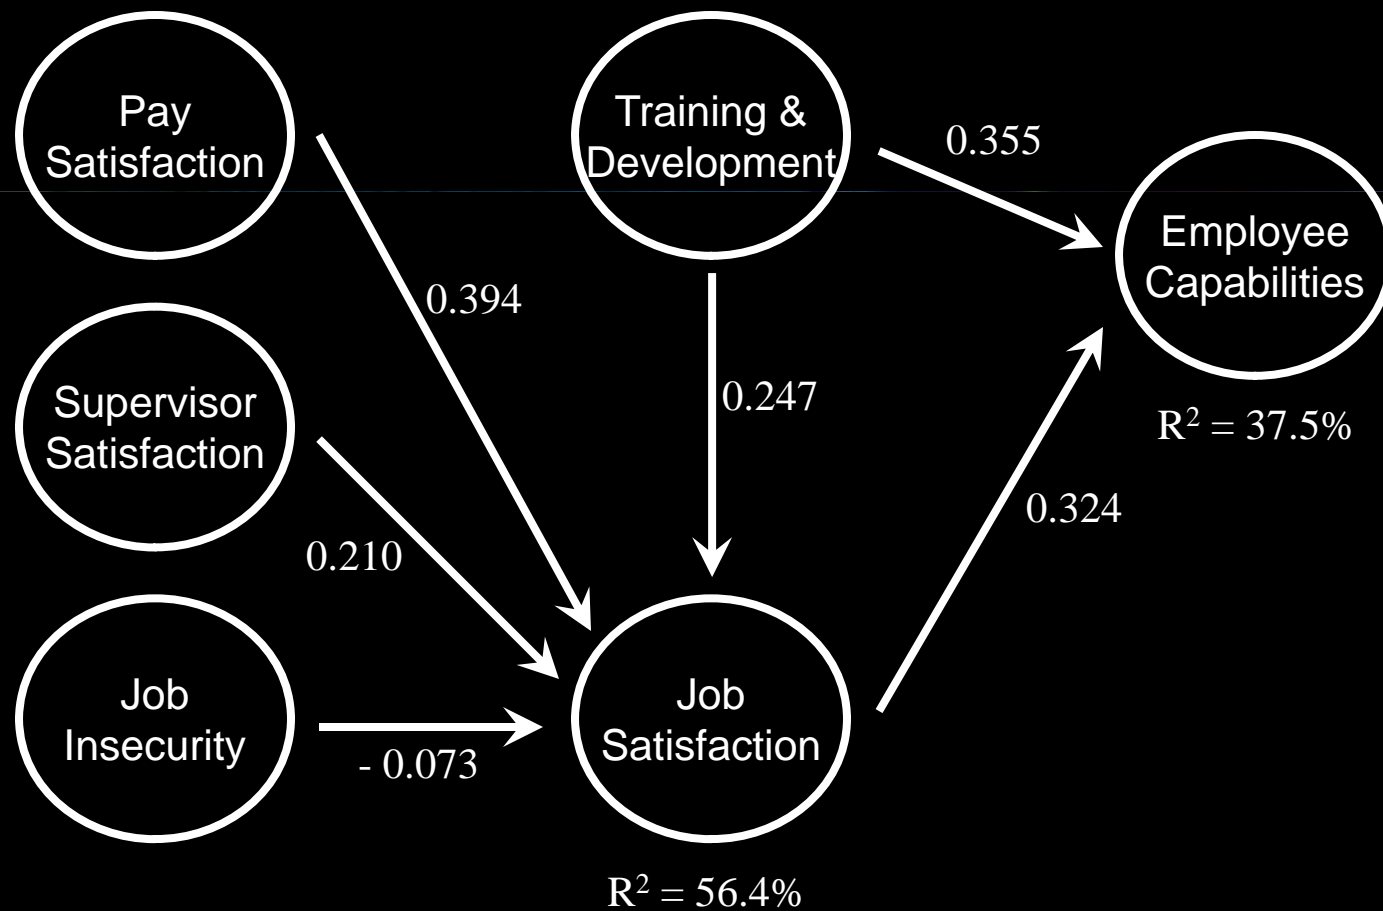 Pay
Satisfaction
Training &
Development
0.355
Employee
Capabilities
0.394
Supervisor
Satisfaction
0.247
R² = 37.5%
0.324
0.210
Job
Insecurity
- 0.073
Job
Satisfaction
R² = 56.4%